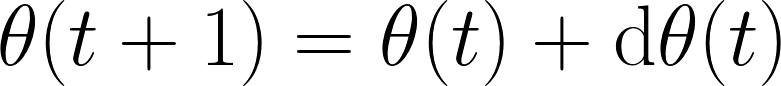 θ(t + 1) = θ(t) + dθ(t)